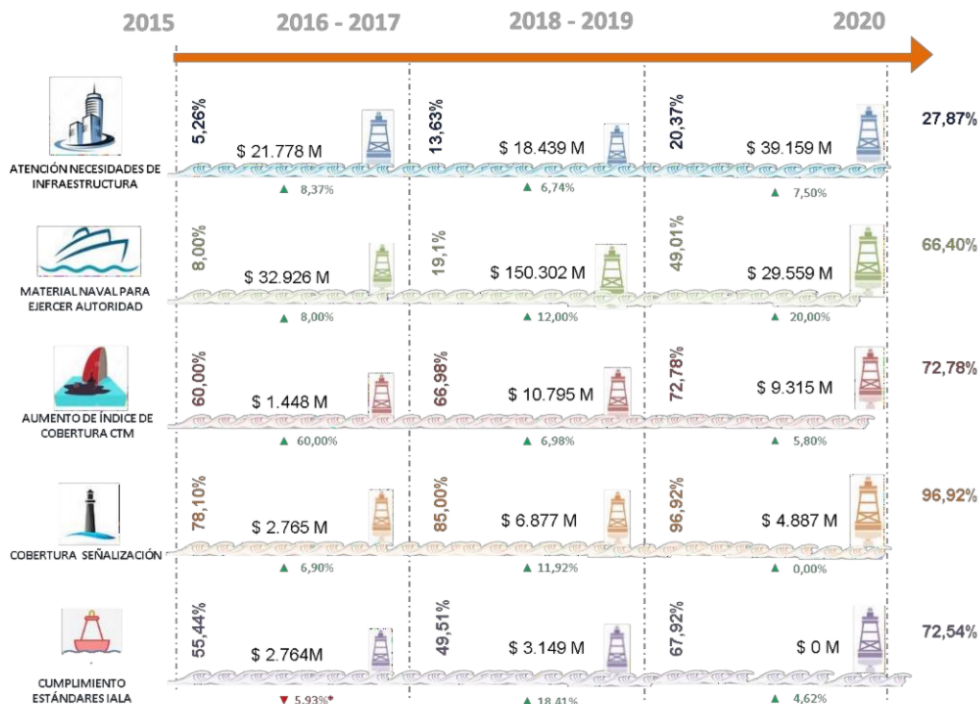 2015
2016 - 2017
2018 - 2019
2020
ATENCIÓN NECESIDADES DE
INFRAESTRUCTURA
5,26%
$ 21.778 M
▲ 8,37%
13,63%
$ 18.439 M
▲ 6,74%
20,37%
$ 39.159 M
▲ 7,50%
27,87%
MATERIAL NAVAL PARA
EJERCER AUTORIDAD
8,00%
$ 32.926 M
▲ 8,00%
19,1%
$ 150.302 M
▲ 12,00%
49,01%
$ 29.559 M
▲ 20,00%
66,40%
AUMENTO DE ÍNDICE DE
COBERTURA CTM
60,00%
$ 1.448 M
▲ 60,00%
66,98%
$ 10.795 M
▲ 6,98%
72,78%
$ 9.315 M
▲ 5,80%
72,78%
COBERTURA SEÑALIZACIÓN
78,10%
$ 2.765 M
▲ 6,90%
85,00%
$ 6.877 M
▲ 11,92%
96,92%
$ 4.887 M
▲ 0,00%
96,92%
CUMPLIMIENTO
ESTÁNDARES IALA
55,44%
$ 2.764M
▼ 5,93%*
49,51%
$ 3.149 M
▲ 18,41%
67,92%
$ 0 M
▲ 4,62%
72,54%